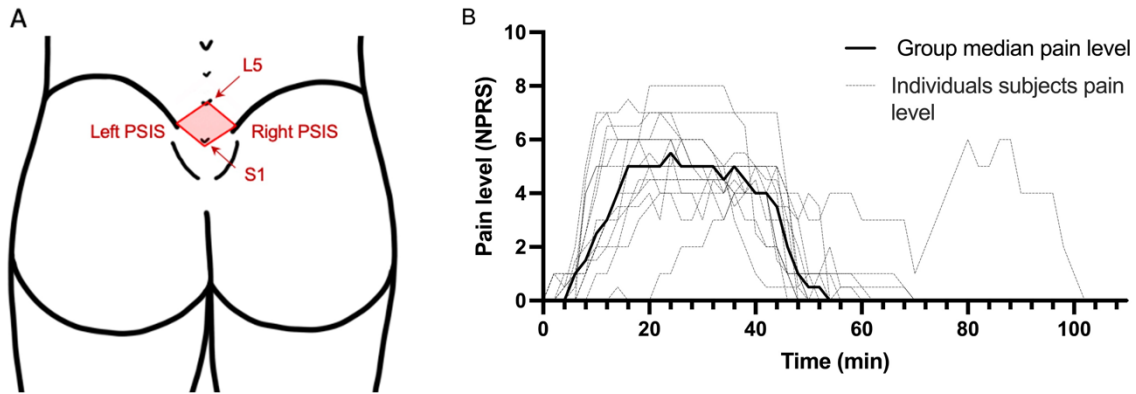 A
L5
Left PSIS
Right PSIS
S1
B
Group median pain level
Individuals subjects pain
level
Pain level (NPRS)
10
8
6
4
2
0
0 20 40 60 80 100
Time (min)